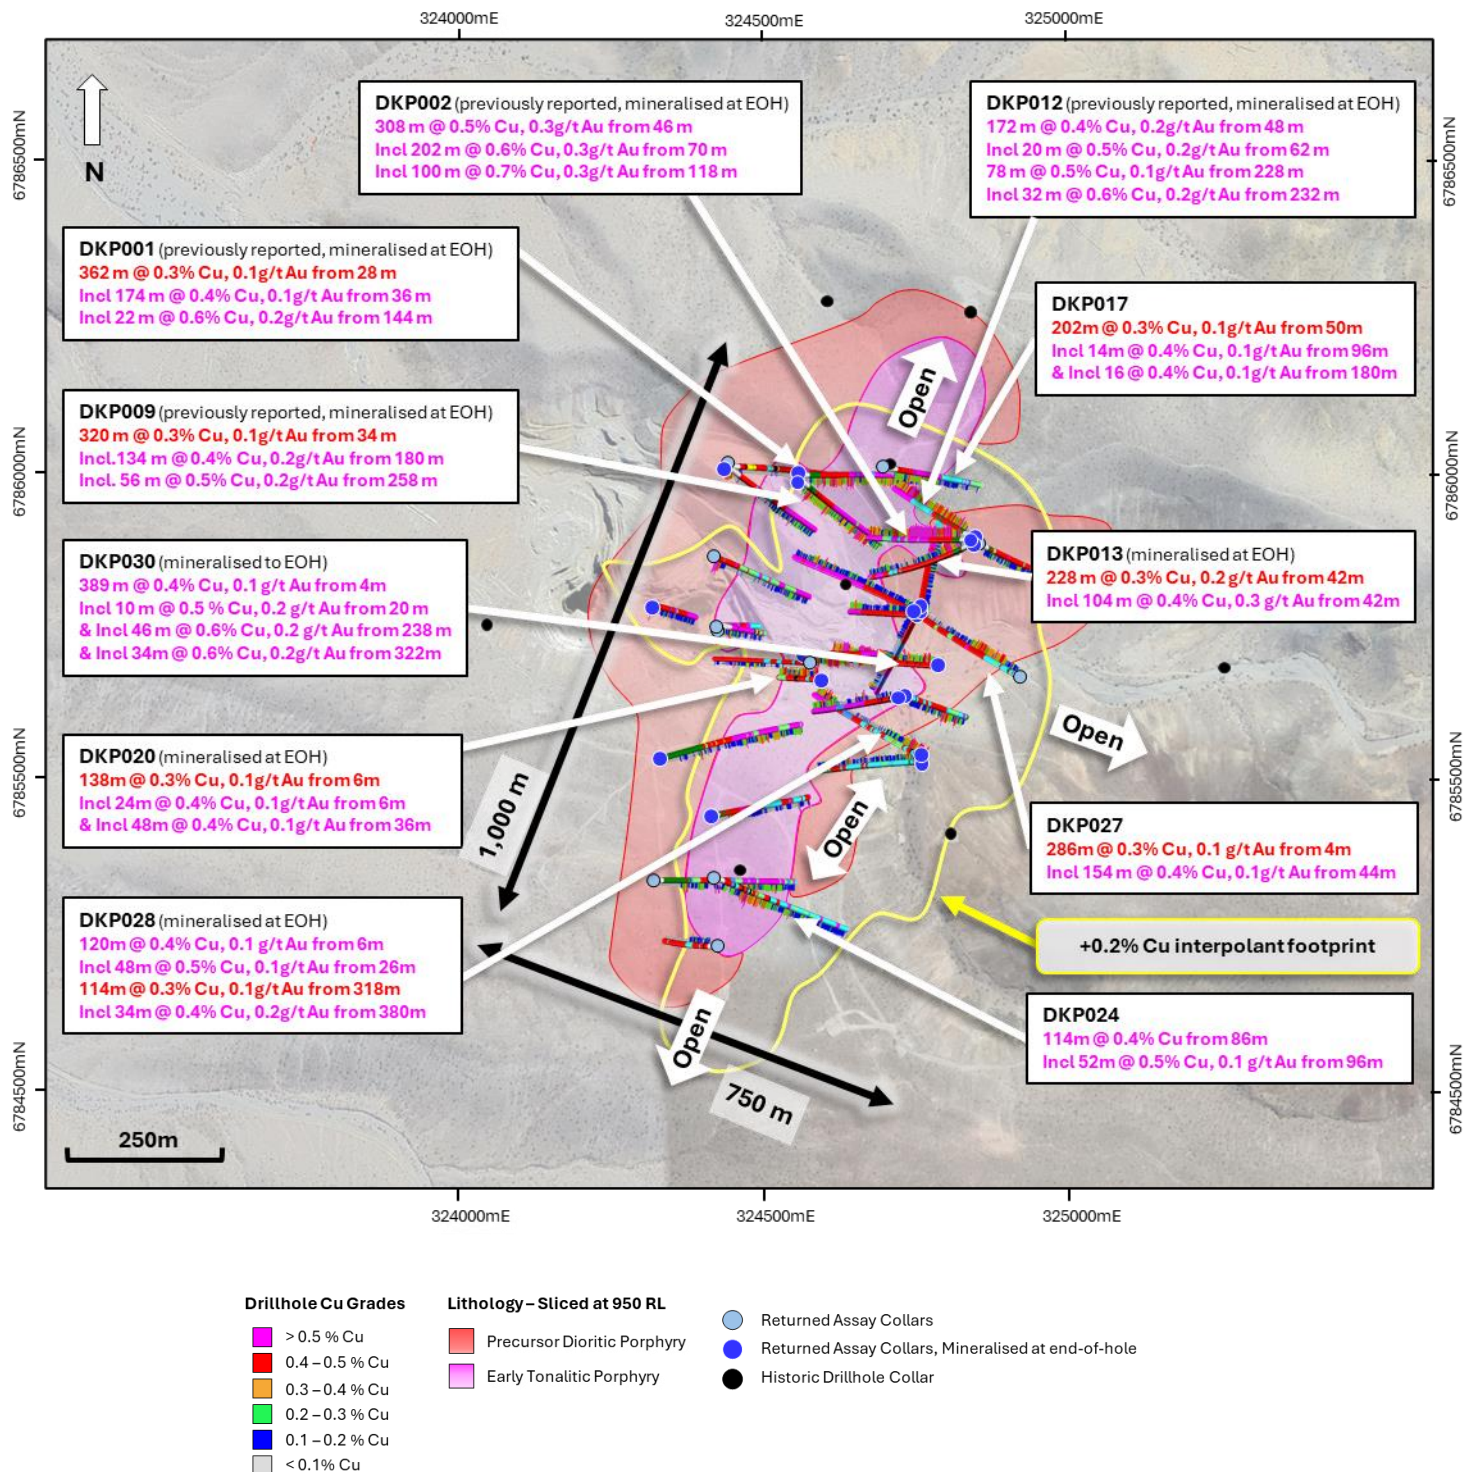 324000mE
324500mE
325000mE
6786500mN
6786000mN
6785500mN
6784500mN
6786500mN
6786000mN
6785500mN
6784500mN
N
DKP002 (previously reported, mineralised at EOH)
308 m @ 0.5% Cu, 0.3g/t Au from 46 m
Incl 202 m @ 0.6% Cu, 0.3g/t Au from 70 m
Incl 100 m @ 0.7% Cu, 0.3g/t Au from 118 m
DKP012 (previously reported, mineralised at EOH)
172 m @ 0.4% Cu, 0.2g/t Au from 48 m
Incl 20 m @ 0.5% Cu, 0.2g/t Au from 62 m
78 m @ 0.5% Cu, 0.1g/t Au from 228 m
Incl 32 m @ 0.6% Cu, 0.2g/t Au from 232 m
DKP001 (previously reported, mineralised at EOH)
362 m @ 0.3% Cu, 0.1g/t Au from 28 m
Incl 174 m @ 0.4% Cu, 0.1g/t Au from 36 m
Incl 22 m @ 0.6% Cu, 0.2g/t Au from 144 m
DKP017
202m @ 0.3% Cu, 0.1g/t Au from 50m
Incl 14m @ 0.4% Cu, 0.1g/t Au from 96m
& Incl 16 @ 0.4% Cu, 0.1g/t Au from 180m
DKP009 (previously reported, mineralised at EOH)
320 m @ 0.3% Cu, 0.1g/t Au from 34 m
Incl.134 m @ 0.4% Cu, 0.2g/t Au from 180 m
Incl. 56 m @ 0.5% Cu, 0.2g/t Au from 258 m
Open
DKP030 (mineralised to EOH)
389 m @ 0.4% Cu, 0.1 g/t Au from 4m
Incl 10 m @ 0.5 % Cu, 0.2 g/t Au from 20 m
& Incl 46 m @ 0.6% Cu, 0.2 g/t Au from 238 m
& Incl 34m @ 0.6% Cu, 0.2g/t Au from 322m
DKP013 (mineralised at EOH)
228 m @ 0.3% Cu, 0.2 g/t Au from 42m
Incl 104 m @ 0.4% Cu, 0.3 g/t Au from 42m
Open
DKP020 (mineralised at EOH)
138m @ 0.3% Cu, 0.1g/t Au from 6m
Incl 24m @ 0.4% Cu, 0.1g/t Au from 6m
& Incl 48m @ 0.4% Cu, 0.1g/t Au from 36m
1,000 m
Open
DKP027
286m @ 0.3% Cu, 0.1 g/t Au from 4m
Incl 154 m @ 0.4% Cu, 0.1g/t Au from 44m
DKP028 (mineralised at EOH)
120m @ 0.4% Cu, 0.1 g/t Au from 6m
Incl 48m @ 0.5% Cu, 0.1g/t Au from 26m
114m @ 0.3% Cu, 0.1g/t Au from 318m
Incl 34m @ 0.4% Cu, 0.2g/t Au from 380m
+0.2% Cu interpolant footprint
DKP024
114m @ 0.4% Cu from 86m
Incl 52m @ 0.5% Cu, 0.1 g/t Au from 96m
Open
750 m
250m
324000mE
324500mE
325000mE
Drillhole Cu Grades
> 0.5 % Cu
0.4 – 0.5 % Cu
0.3 – 0.4 % Cu
0.2 – 0.3 % Cu
0.1 – 0.2 % Cu
< 0.1% Cu
Lithology – Sliced at 950 RL
Precursor Dioritic Porphyry
Early Tonalitic Porphyry
Returned Assay Collars
Returned Assay Collars, Mineralised at end-of-hole
Historic Drillhole Collar